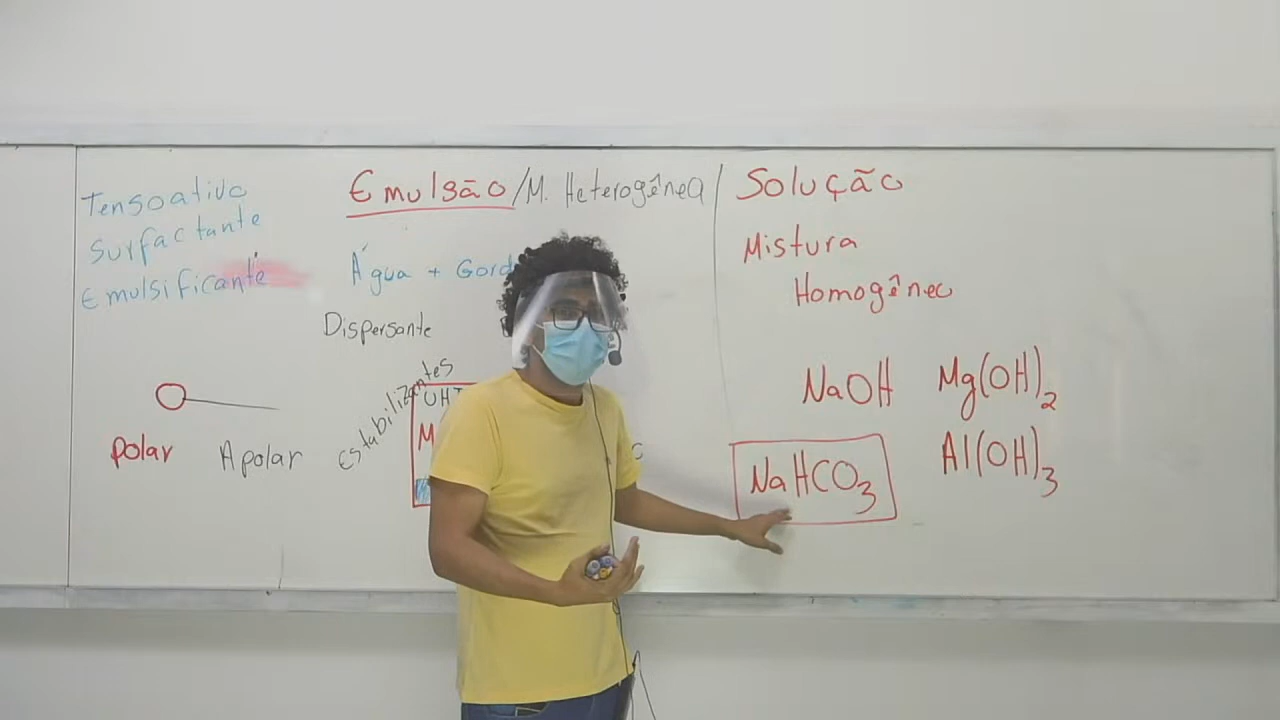 Tensoativo
Surfactante
Emulsificante
polar
Apolar
Emulsão/M. Heterogênea
Água + Gord
Dispersante
Estabilizantes
UHT
M
Solução
Mistura
Homogênea
NaOH Mg(OH)2
NaHCO3 Al(OH)3